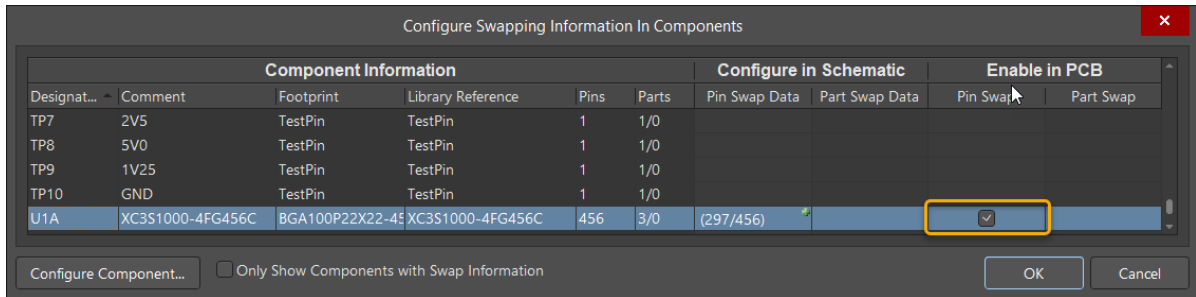 Configure Swapping Information In Components
Component Information Configure in Schematic Enable in PCB
Designat... Comment Footprint Library Reference Pins Parts Pin Swap Data Part Swap Data Pin Swap Part Swap
TP7 2V5 TestPin TestPin 1 1/0
TP8 5V0 TestPin TestPin 1 1/0
TP9 1V25 TestPin TestPin 1 1/0
TP10 GND TestPin TestPin 1 1/0
U1A XC3S1000-4FG456C BGA100P22X22-45 XC3S1000-4FG456C 456 3/0 (297/456)
Configure Component... Only Show Components with Swap Information OK Cancel